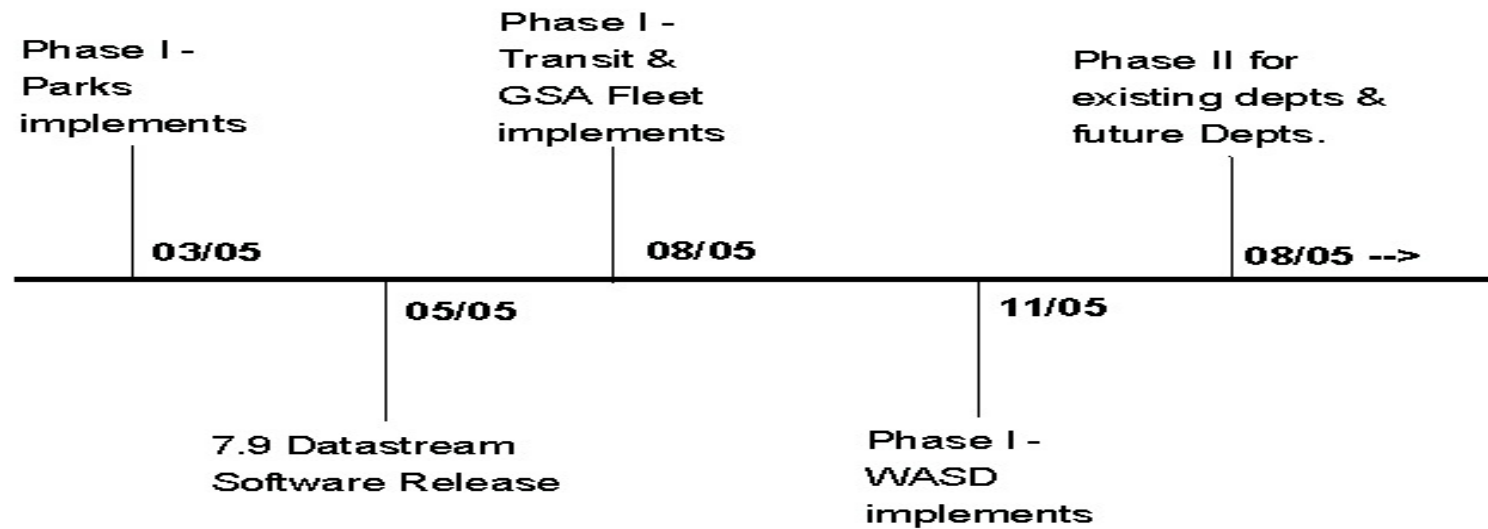 Phase I -
Parks
implements
03/05
7.9 Datastream
Software Release
05/05
Phase I -
Transit &
GSA Fleet
implements
08/05
Phase I -
WASD
implements
11/05
Phase II for
existing depts &
future Depts.
08/05 -->